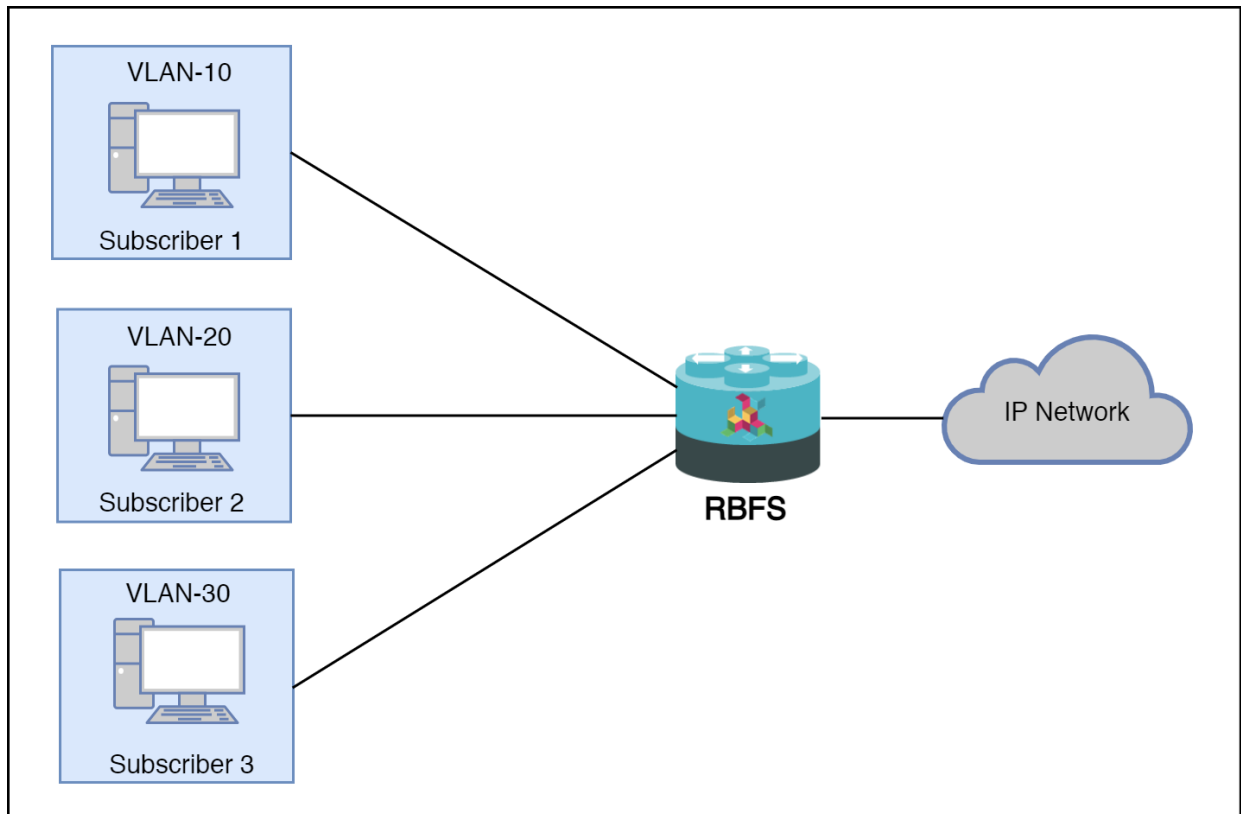 VLAN-10
Subscriber 1
VLAN-20
Subscriber 2
VLAN-30
Subscriber 3
RBFS
IP Network